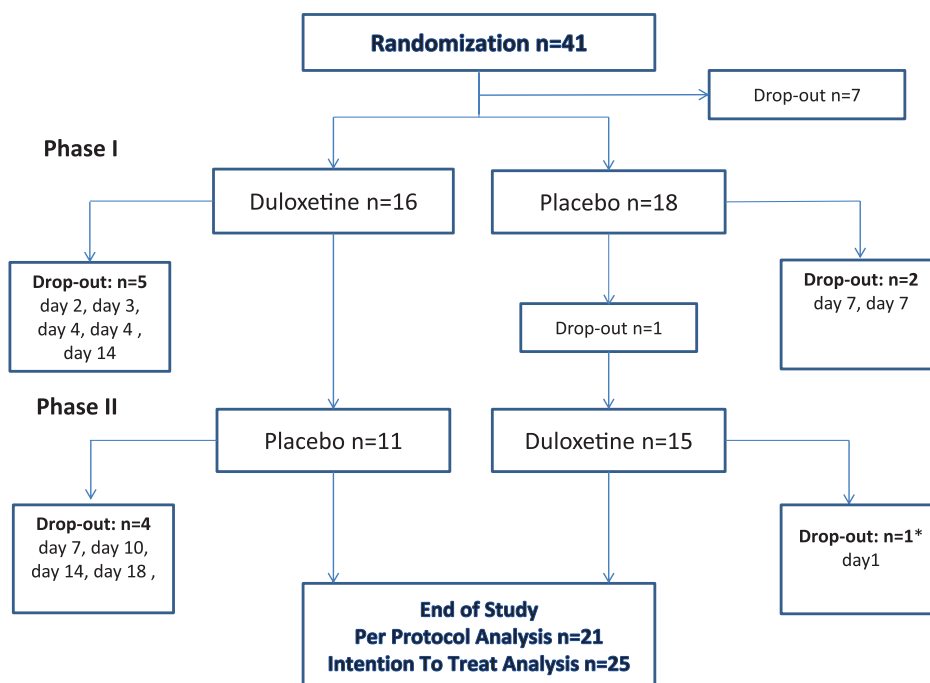 Randomization n=41
Drop-out n=7
Phase I
Duloxetine n=16
Placebo n=18
Drop-out: n=5
day 2, day 3,
day 4, day 4 ,
day 14
Drop-out n=1
Drop-out: n=2
day 7, day 7
Phase II
Placebo n=11
Duloxetine n=15
Drop-out: n=4
day 7, day 10,
day 14, day 18 ,
Drop-out: n=1*
day1
End of Study
Per Protocol Analysis n=21
Intention To Treat Analysis n=25